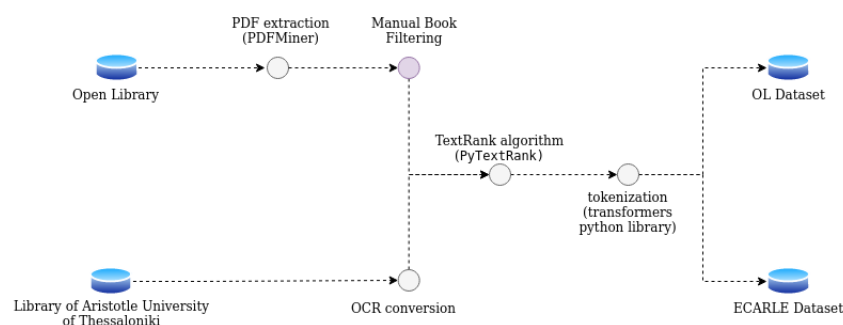 PDF extraction
(PDFMiner)
Manual Book
Filtering
Open Library
OL Dataset
TextRank algorithm
(PyTextRank)
tokenization
(transformers
python library)
Library of Aristotle University
of Thessaloniki
OCR conversion
ECARLE Dataset